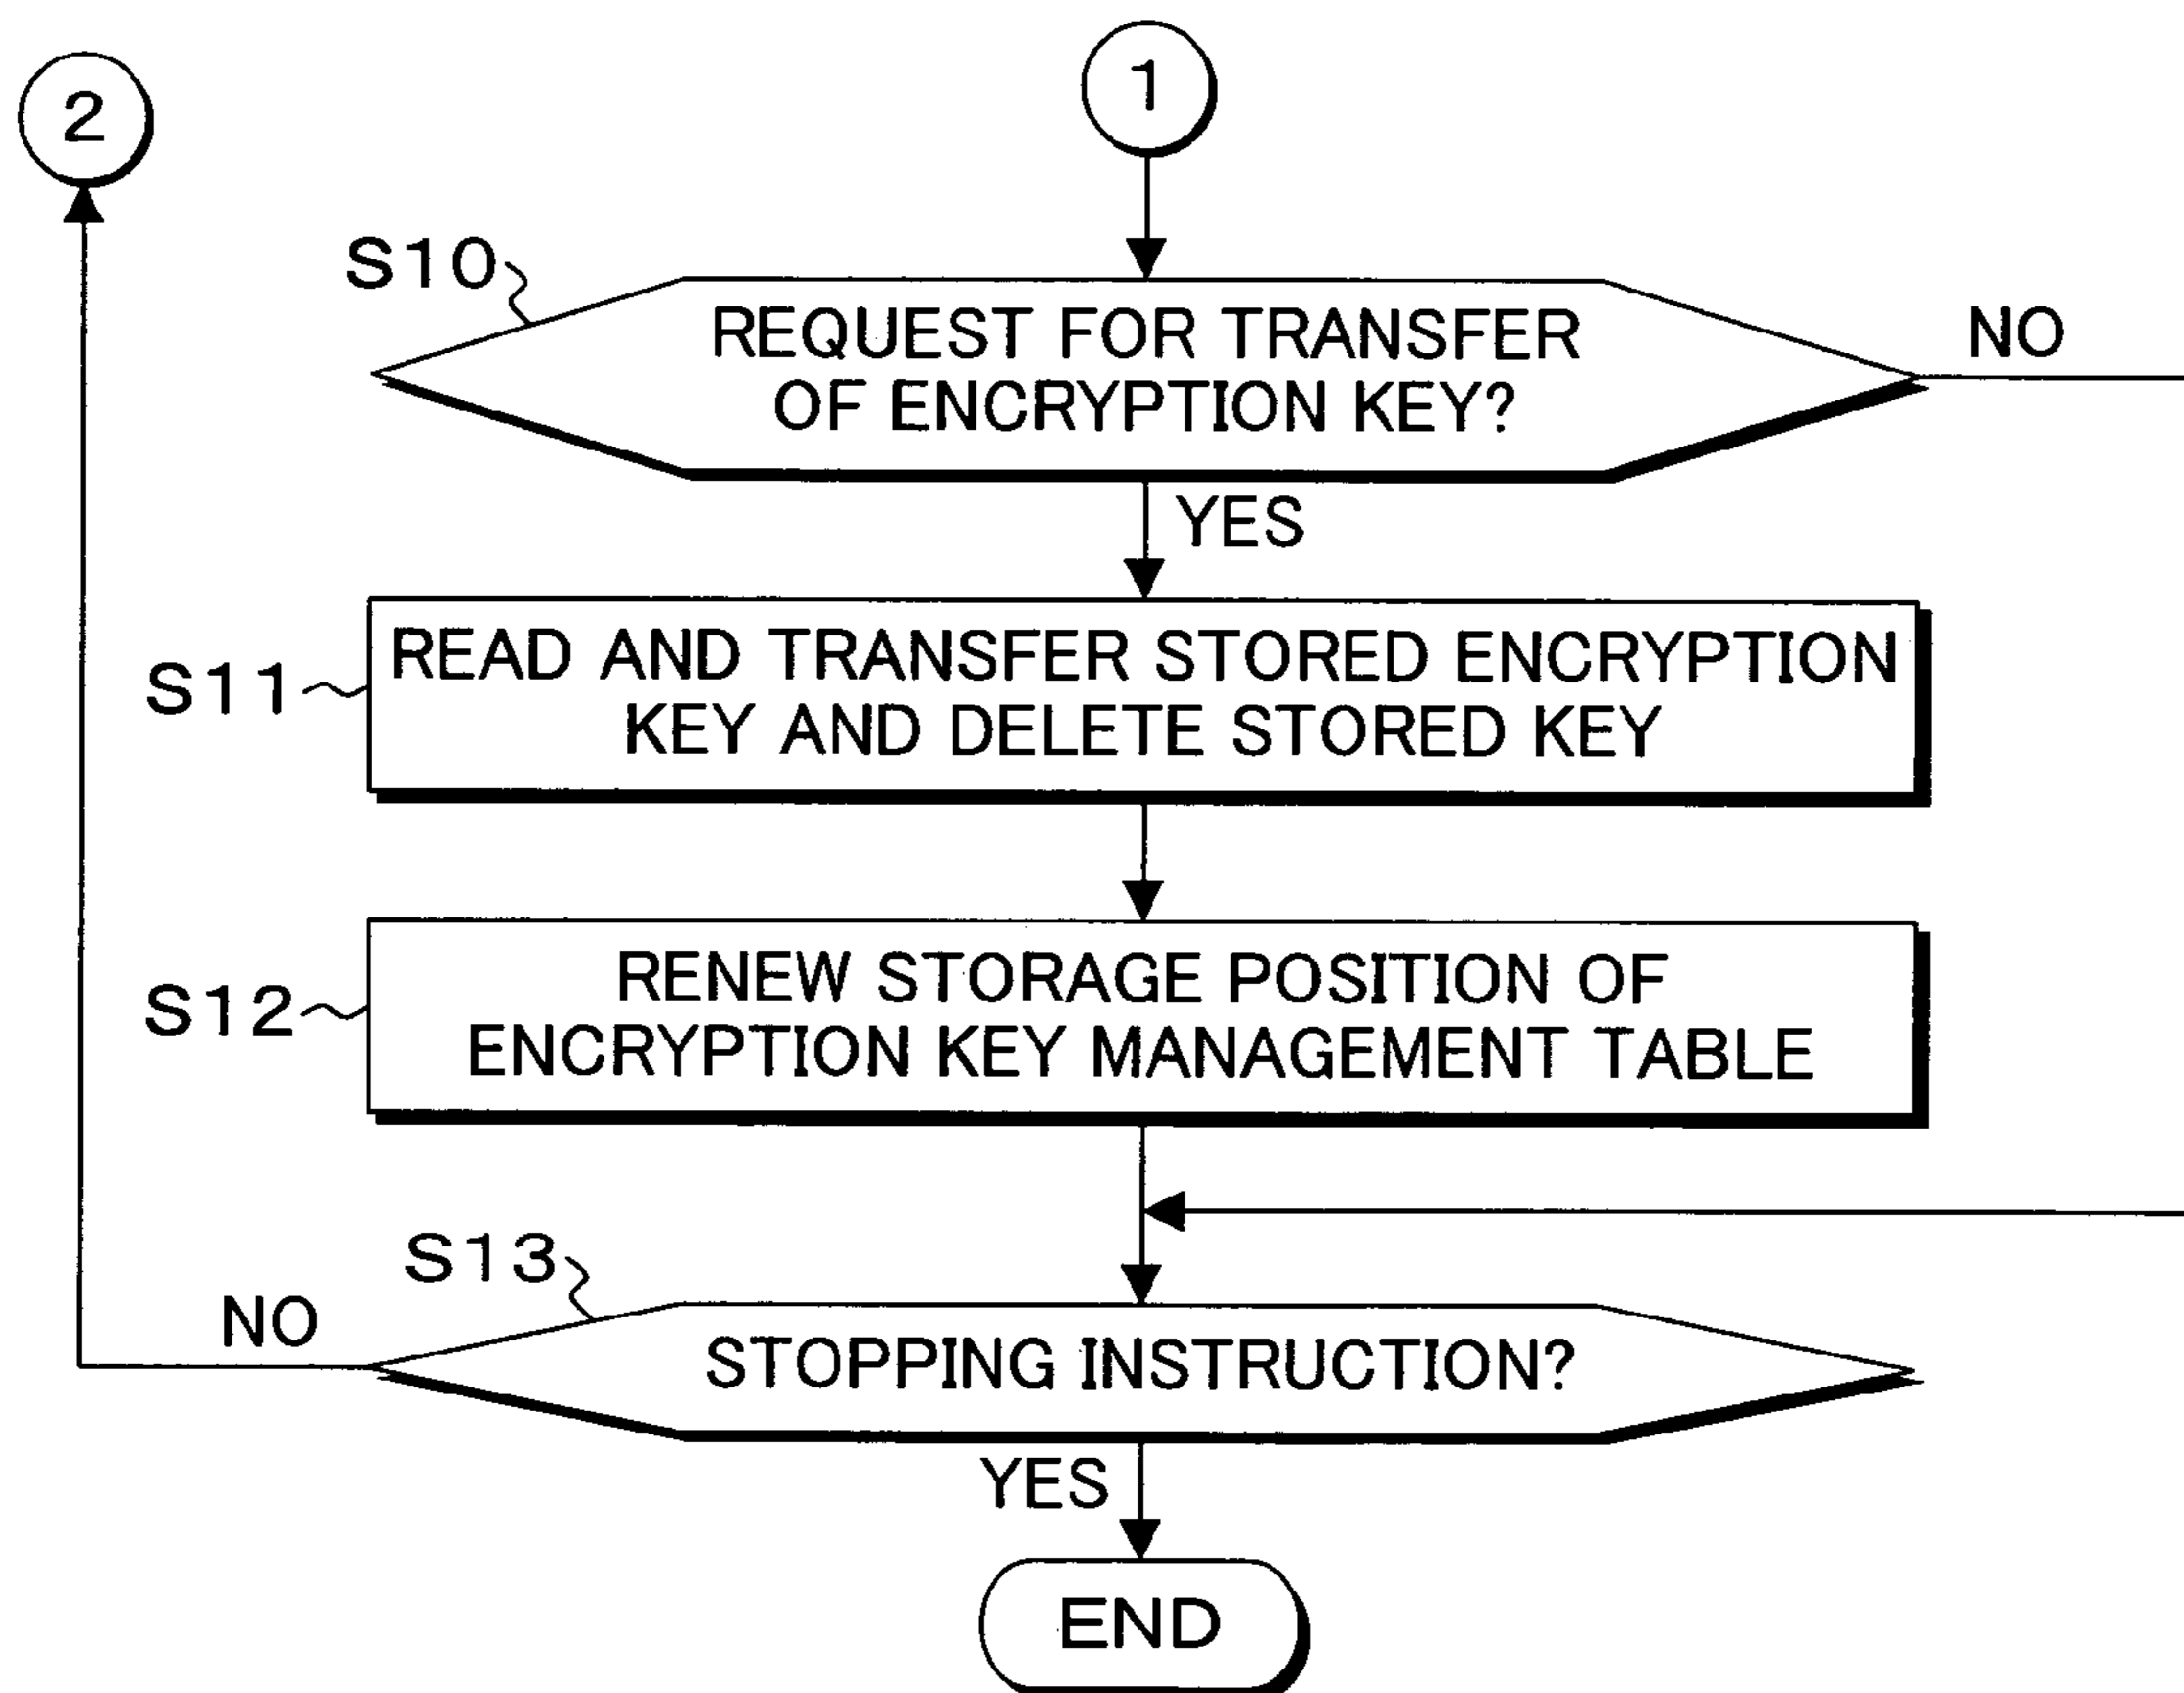 1
2
S10
REQUEST FOR TRANSFER
OF ENCRYPTION KEY?
NO
YES
S11
READ AND TRANSFER STORED ENCRYPTION
KEY AND DELETE STORED KEY
S12
RENEW STORAGE POSITION OF
ENCRYPTION KEY MANAGEMENT TABLE
S13
NO
STOPPING INSTRUCTION?
YES
END